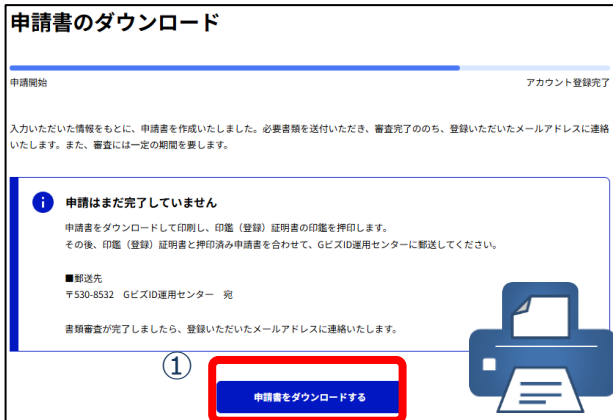 申請書のダウンロード
申請開始
アカウント登録完了
入力いただいた情報をもとに、申請書を作成いたしました。必要書類を送付いただき、審査完了ののち、登録いただいたメールアドレスに連絡
いたします。また、審査には一定の期間を要します。
i
申請はまだ完了していません
申請書をダウンロードして印刷し、印鑑（登録）証明書の印鑑を押印します。
その後、印鑑（登録）証明書と押印済み申請書を合わせて、GビズID運用センターに郵送してください。
■郵送先
〒530-8532　GビズID運用センター　宛
書類審査が完了しましたら、登録いただいたメールアドレスに連絡いたします。
①
申請書をダウンロードする